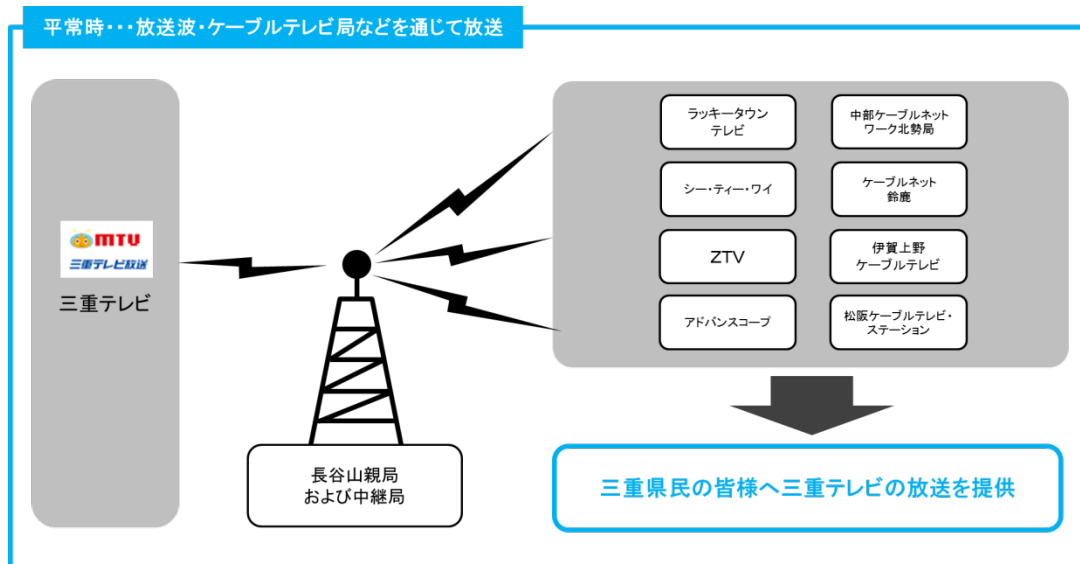 平常時・・・放送波・ケーブルテレビ局などを通じて放送
mTU
三重テレビ放送
三重テレビ
長谷山親局
および中継局
ラッキータウン
テレビ
中部ケーブルネット
ワーク北勢局
シー・ティー・ワイ
ケーブルネット
鈴鹿
ZTV
伊賀上野
ケーブルテレビ
アドバンスコープ
松阪ケーブルテレビ・
ステーション
三重県民の皆様へ三重テレビの放送を提供